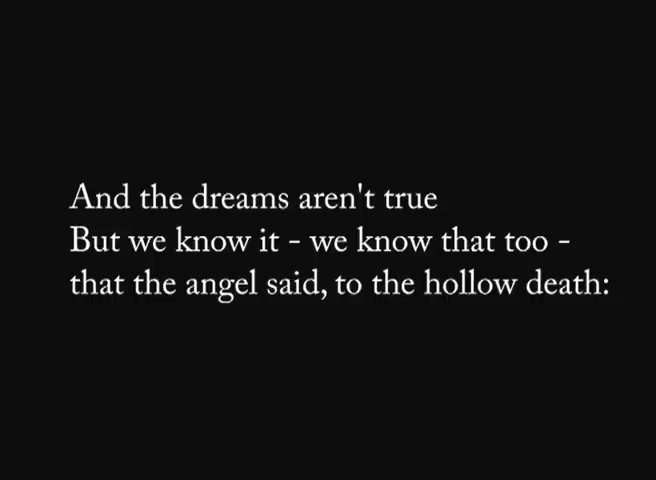 And the dreams aren't true
But we know it - we know that too -
that the angel said, to the hollow death: